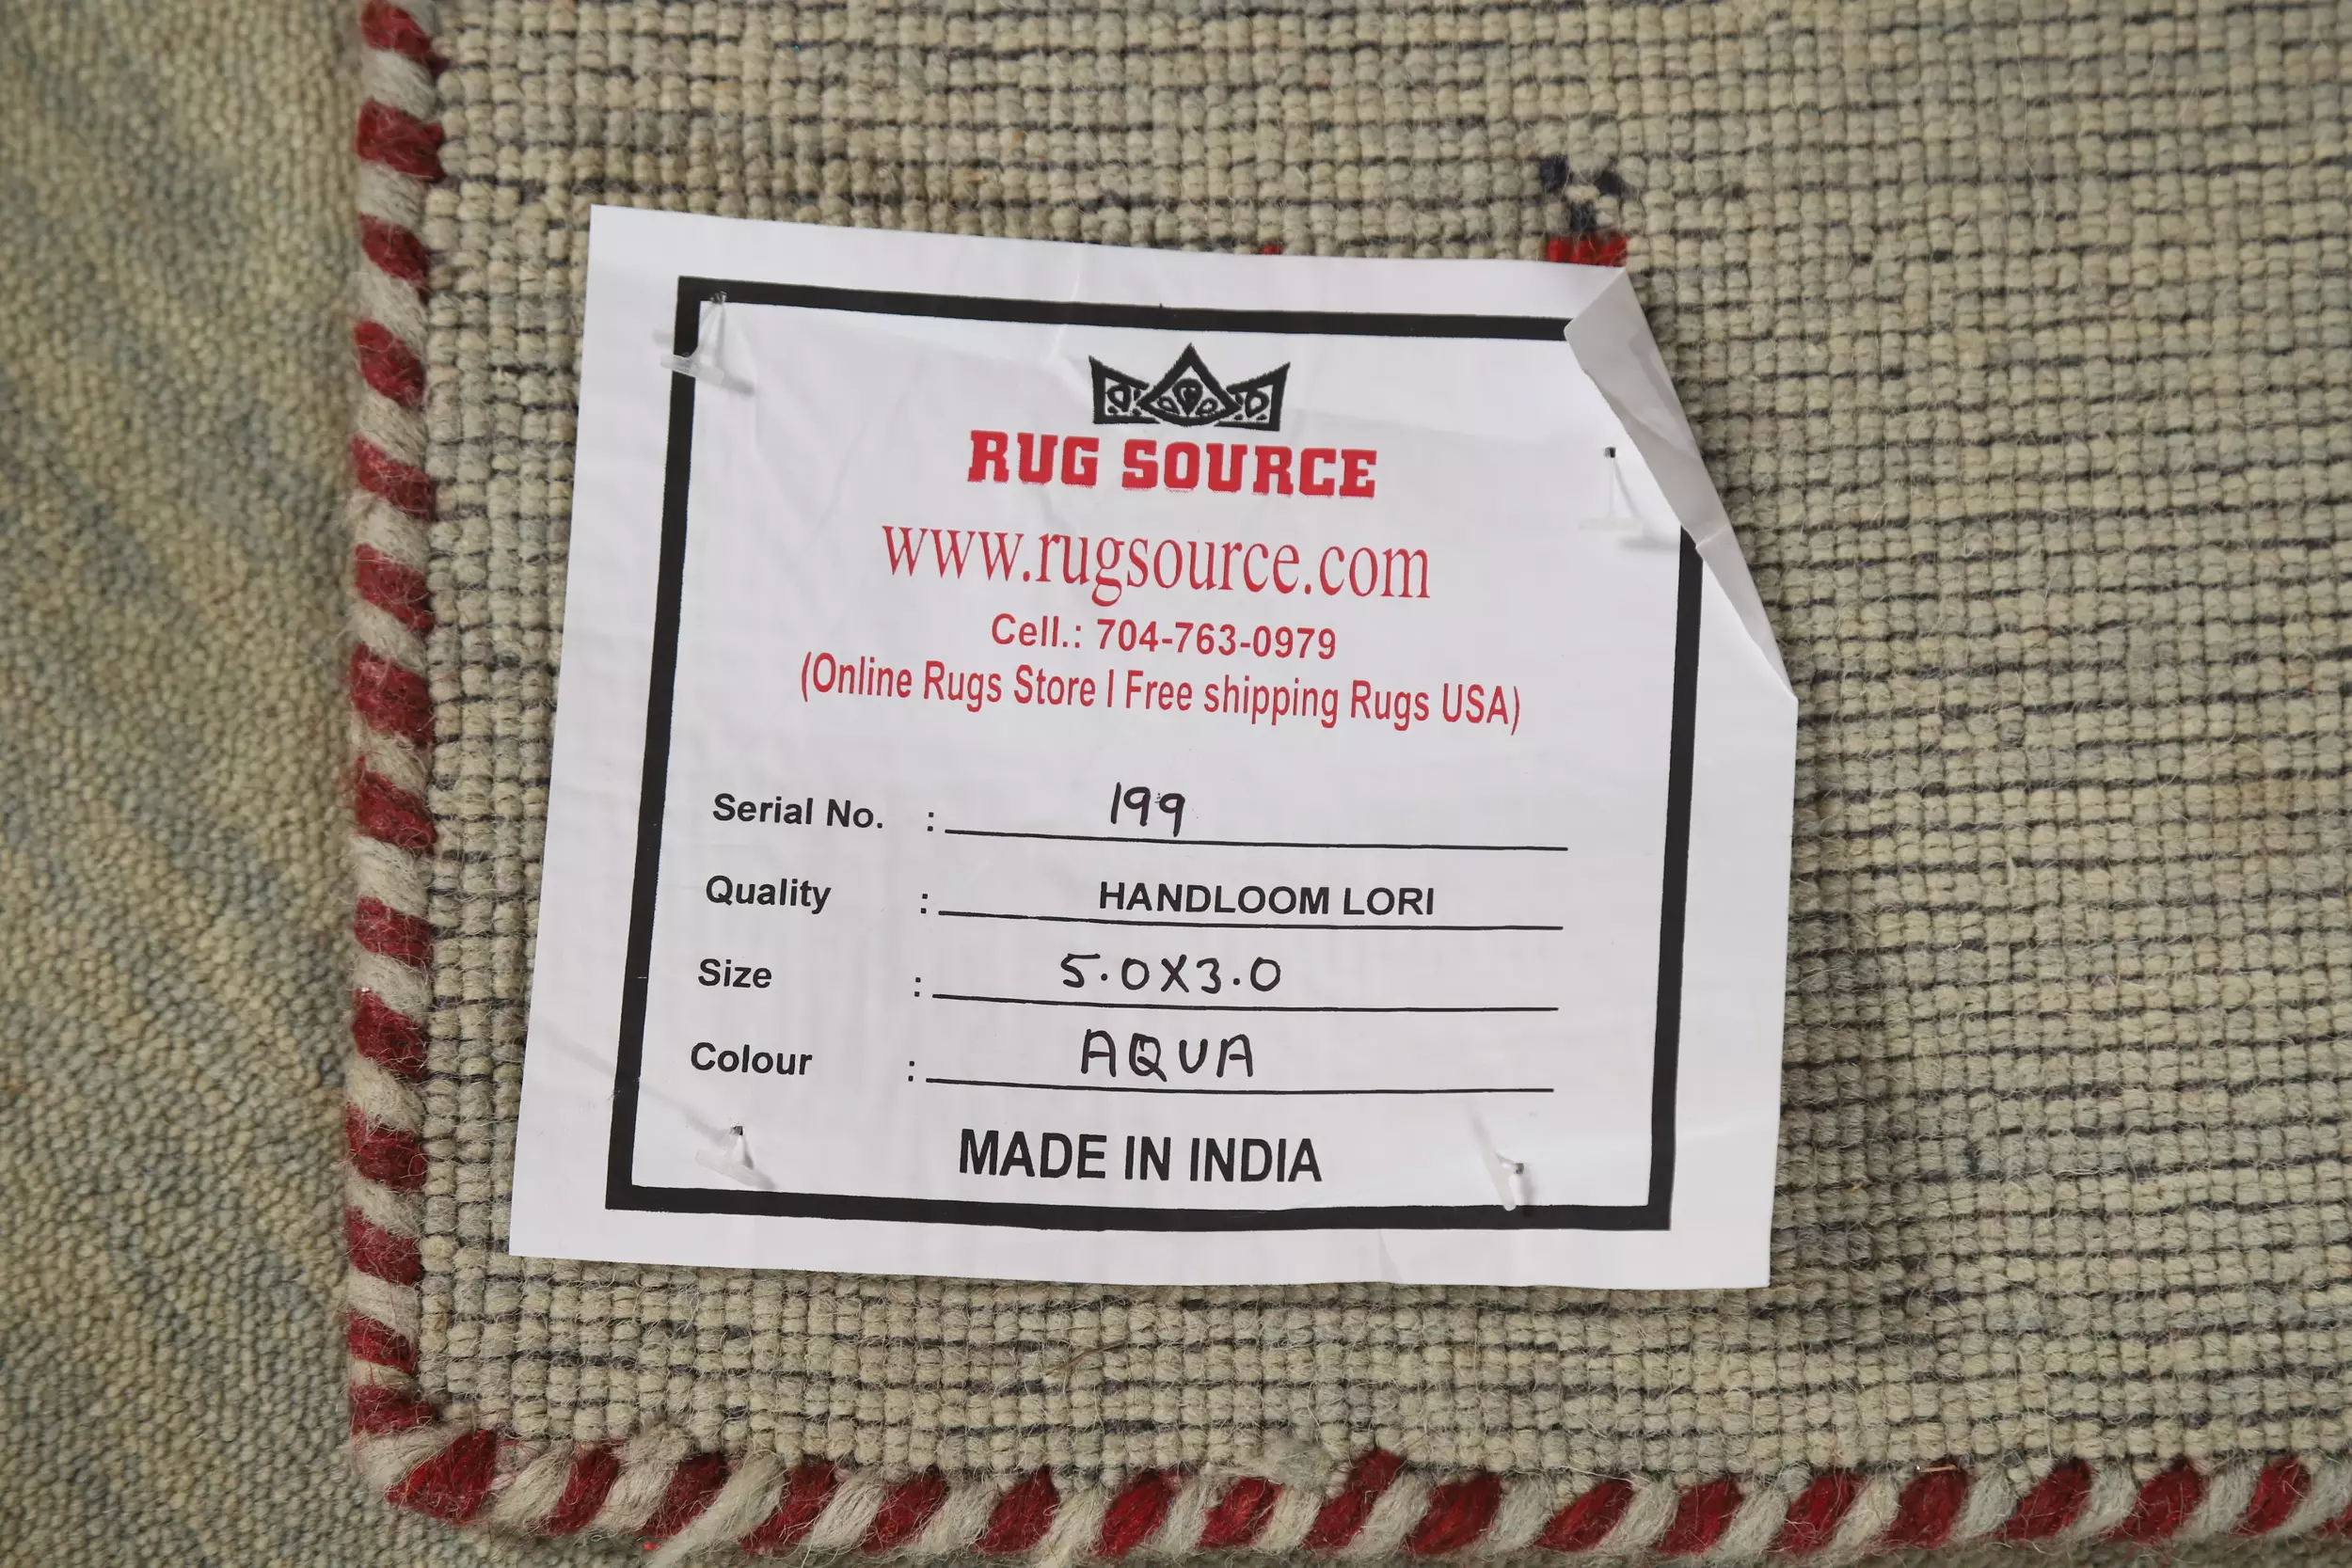 RUG SOURCE
www.rugsource.com
Cell.: 704-763-0979
(Online Rugs Store I Free shipping Rugs USA)
Serial No. : 199
Quality : HANDLOOM LORI
Size : 5.0X3.0
Colour : AQUA
MADE IN INDIA